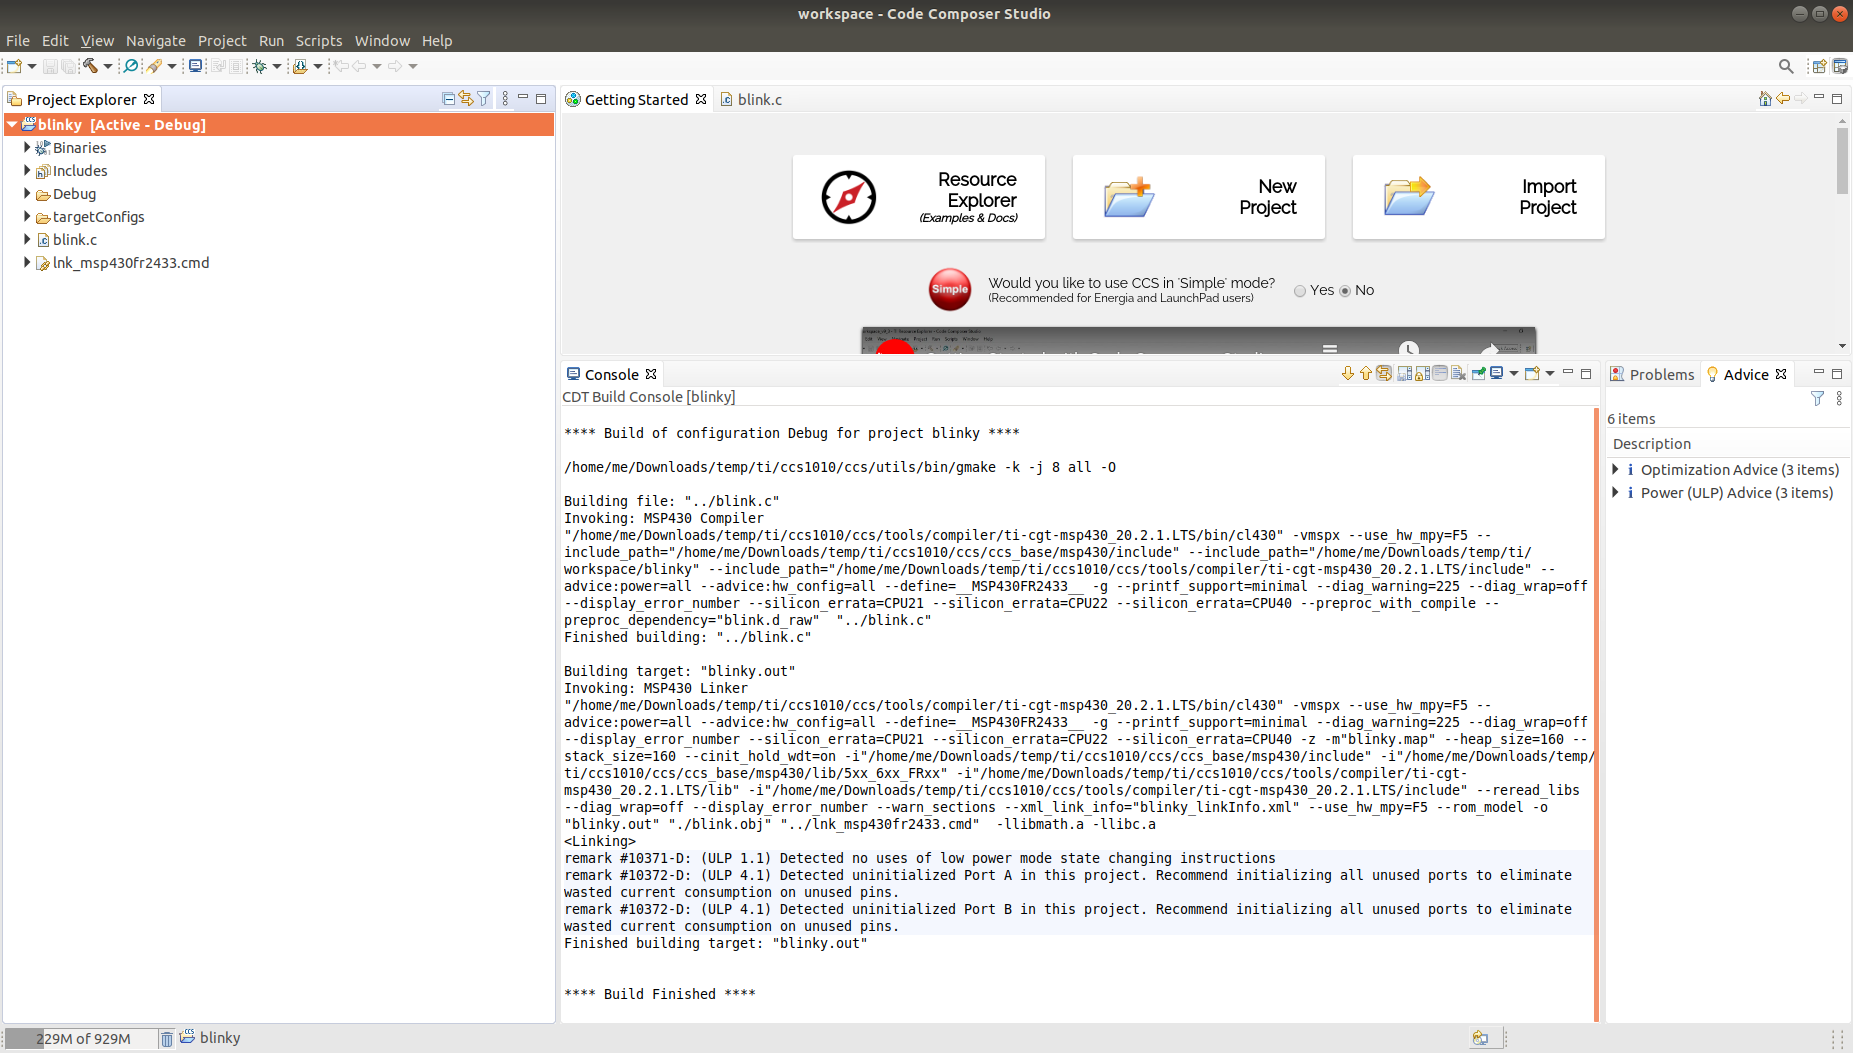 workspace - Code Composer Studio
File Edit View Navigate Project Run Scripts Window Help
Project Explorer
blinky [Active - Debug]
Binaries
Includes
Debug
targetConfigs
blink.c
lnk_msp430fr2433.cmd
Getting Started
blink.c
Resource
Explorer
(Examples & Docs)
New
Project
Import
Project
Simple
Would you like to use CCS in 'Simple' mode?
(Recommended for Energia and LaunchPad users)
Yes No
Console
CDT Build Console [blinky]
**** Build of configuration Debug for project blinky ****
/home/me/Downloads/temp/ti/ccs1010/ccs/utils/bin/gmake -k -j 8 all -O
Building file: "../blink.c"
Invoking: MSP430 Compiler
"/home/me/Downloads/temp/ti/ccs1010/ccs/tools/compiler/ti-cgt-msp430_20.2.1.LTS/bin/cl430" -vmspx --use_hw_mpy=F5 --
include_path="/home/me/Downloads/temp/ti/ccs1010/ccs/ccs_base/msp430/include" --include_path="/home/me/Downloads/temp/ti/
workspace/blinky" --include_path="/home/me/Downloads/temp/ti/ccs1010/ccs/tools/compiler/ti-cgt-msp430_20.2.1.LTS/include" --
advice:power=all --advice:hw_config=all --define=__MSP430FR2433__ -g --printf_support=minimal --diag_warning=225 --diag_wrap=off
--display_error_number --silicon_errata=CPU21 --silicon_errata=CPU22 --silicon_errata=CPU40 --preproc_with_compile --
preproc_dependency="blink.d_raw"  "../blink.c"
Finished building: "../blink.c"
Building target: "blinky.out"
Invoking: MSP430 Linker
"/home/me/Downloads/temp/ti/ccs1010/ccs/tools/compiler/ti-cgt-msp430_20.2.1.LTS/bin/cl430" -vmspx --use_hw_mpy=F5 --
advice:power=all --advice:hw_config=all --define=__MSP430FR2433__ -g --printf_support=minimal --diag_warning=225 --diag_wrap=off
--display_error_number --silicon_errata=CPU21 --silicon_errata=CPU22 --silicon_errata=CPU40 -z -m"blinky.map" --heap_size=160 --
stack_size=160 --cinit_hold_wdt=on -i"/home/me/Downloads/temp/ti/ccs1010/ccs/ccs_base/msp430/include" -i"/home/me/Downloads/temp/
ti/ccs1010/ccs/ccs_base/msp430/lib/5xx_6xx_FRxx" -i"/home/me/Downloads/temp/ti/ccs1010/ccs/tools/compiler/ti-cgt-
msp430_20.2.1.LTS/lib" -i"/home/me/Downloads/temp/ti/ccs1010/ccs/tools/compiler/ti-cgt-msp430_20.2.1.LTS/include" --reread_libs
--diag_wrap=off --display_error_number --warn_sections --xml_link_info="blinky_linkInfo.xml" --use_hw_mpy=F5 --rom_model -o
"blinky.out" "./blink.obj" "../lnk_msp430fr2433.cmd"  -llibmath.a -llibc.a
<Linking>
remark #10371-D: (ULP 1.1) Detected no uses of low power mode state changing instructions
remark #10372-D: (ULP 4.1) Detected uninitialized Port A in this project. Recommend initializing all unused ports to eliminate
wasted current consumption on unused pins.
remark #10372-D: (ULP 4.1) Detected uninitialized Port B in this project. Recommend initializing all unused ports to eliminate
wasted current consumption on unused pins.
Finished building target: "blinky.out"
**** Build Finished ****
Problems
Advice
6 items
Description
Optimization Advice (3 items)
Power (ULP) Advice (3 items)
229M of 929M
blinky